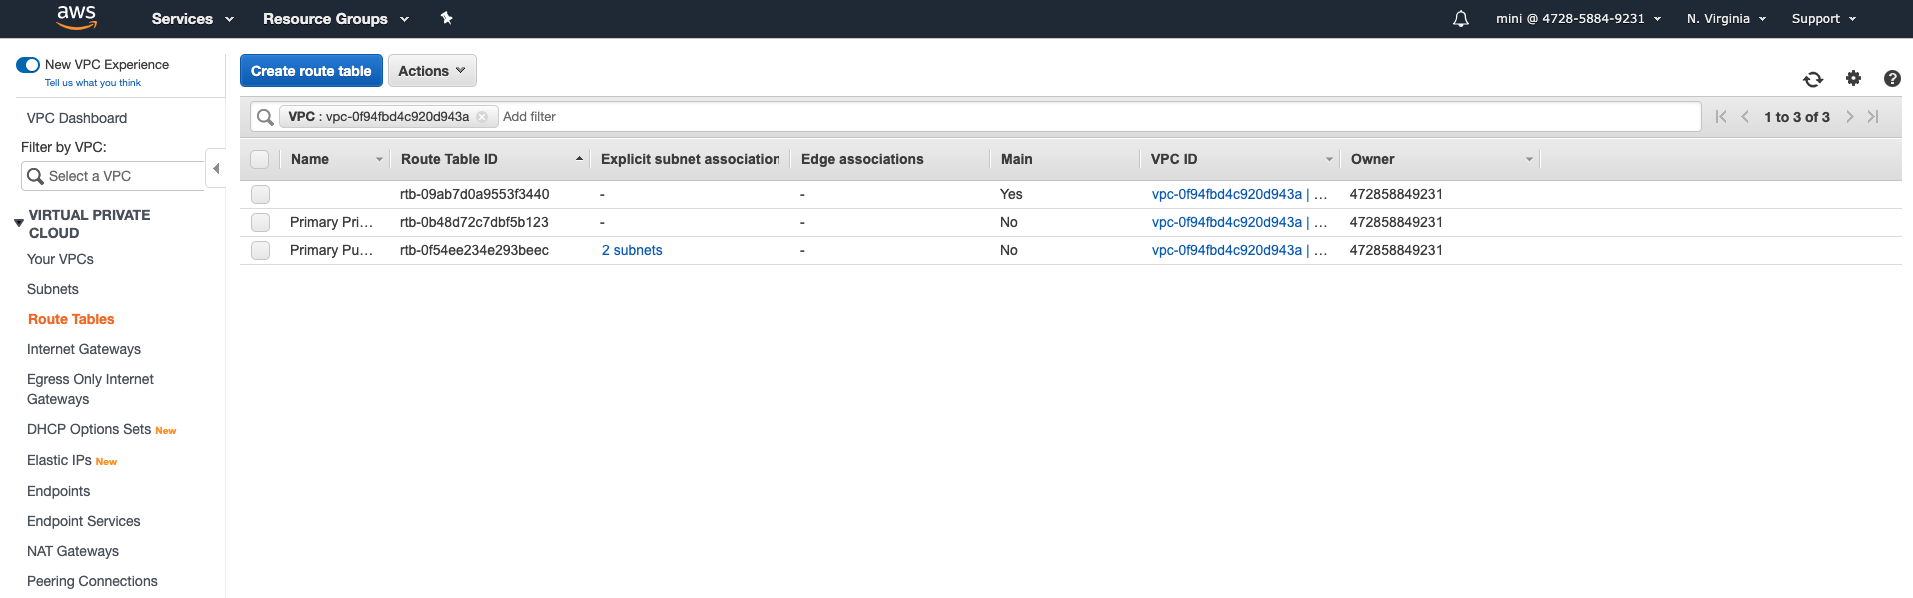 aws Services Resource Groups mini @ 4728-5884-9231 N. Virginia Support
New VPC Experience
Tell us what you think
Create route table Actions
VPC Dashboard
VPC : vpc-0f94fbd4c920d943a Add filter 1 to 3 of 3
Filter by VPC:
Select a VPC
Name Route Table ID Explicit subnet association Edge associations Main VPC ID Owner
rtb-09ab7d0a9553f3440 - - Yes vpc-0f94fbd4c920d943a | ... 472858849231
Primary Pri... rtb-0b48d72c7dbf5b123 - - No vpc-0f94fbd4c920d943a | ... 472858849231
Primary Pu... rtb-0f54ee234e293beec 2 subnets - No vpc-0f94fbd4c920d943a | ... 472858849231
VIRTUAL PRIVATE
CLOUD
Your VPCs
Subnets
Route Tables
Internet Gateways
Egress Only Internet
Gateways
DHCP Options Sets New
Elastic IPs New
Endpoints
Endpoint Services
NAT Gateways
Peering Connections